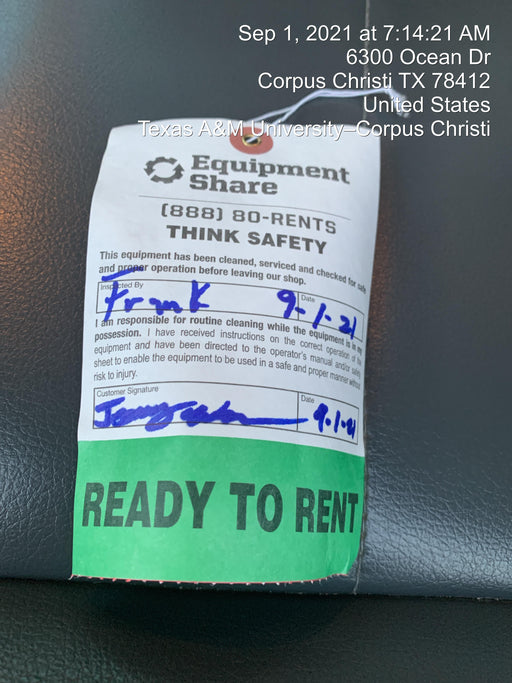 Sep 1, 2021 at 7:14:21 AM
6300 Ocean Dr
Corpus Christi TX 78412
United States
Texas A&M University–Corpus Christi
Equipment
Share
(888) 80-RENTS
THINK SAFETY
This equipment has been cleaned, serviced and checked for safe
and proper operation before leaving our shop.
Inspected By
Date
Frank 9-1-21
I am responsible for routine cleaning while the equipment is in my
possession. I have received instructions on the correct operation of the
equipment and have been directed to the operator's manual and/or safety
sheet to enable the equipment to be used in a safe and proper manner without
risk to injury.
Customer Signature
Date
9-1-21
READY TO RENT